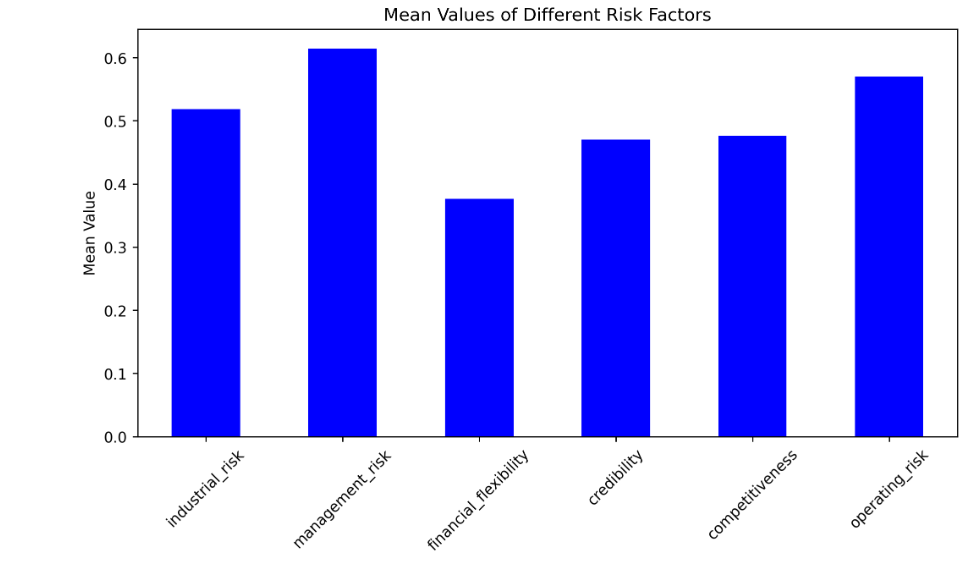 Mean Values of Different Risk Factors
Mean Value
0.6
0.5
0.4
0.3
0.2
0.1
0.0
industrial_risk
management_risk
financial_flexibility
credibility
competitiveness
operating_risk